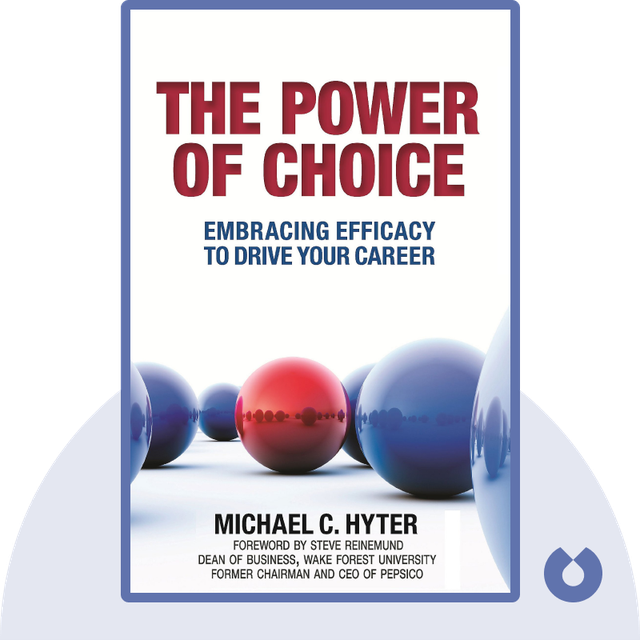 THE POWER
OF CHOICE
EMBRACING EFFICACY
TO DRIVE YOUR CAREER
MICHAEL C. HYTER
FOREWORD BY STEVE REINEMUND
DEAN OF BUSINESS, WAKE FOREST UNIVERSITY
FORMER CHAIRMAN AND CEO OF PEPSICO